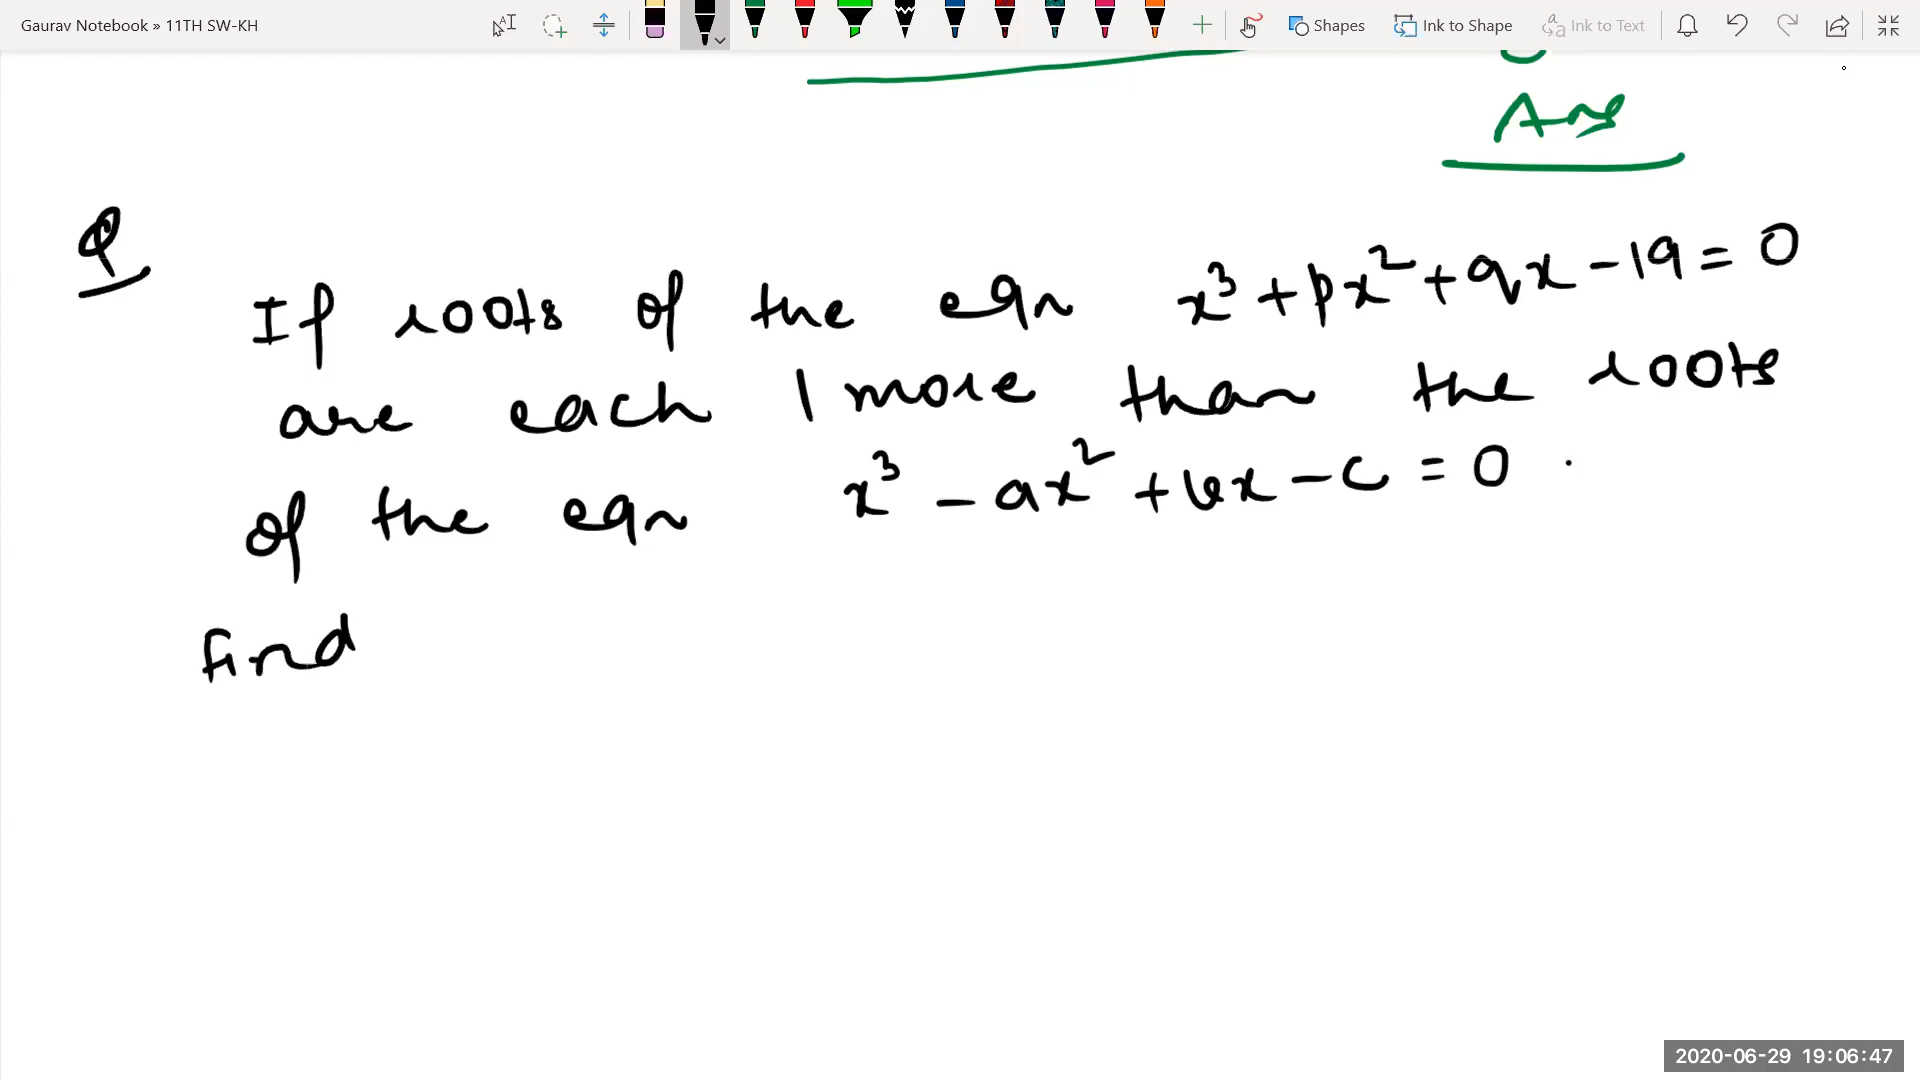 Gaurav Notebook » 11TH SW-KH
Shapes
Ink to Shape
Ink to Text
Ans
Q
If roots of the eqn x³ + px² + qx - 19 = 0
are each 1 more than the roots
of the eqn x³ - ax² + bx - c = 0 .
find
2020-06-29 19:06:47